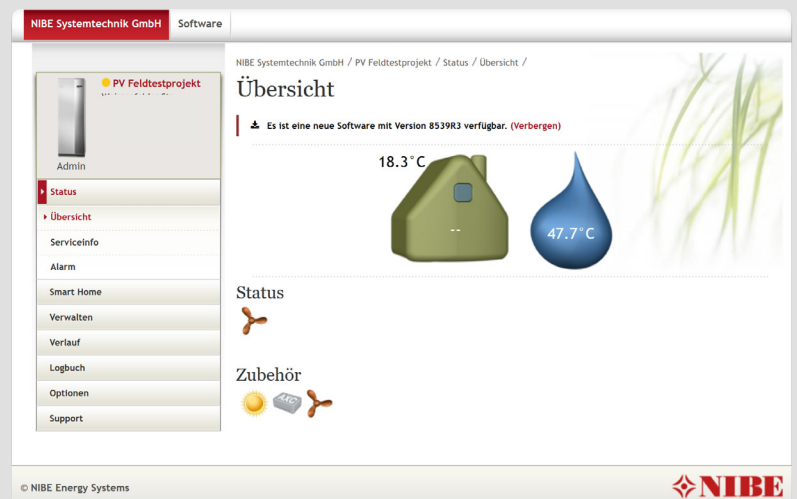 NIBE Systemtechnik GmbH Software
NIBE Systemtechnik GmbH / PV Feldtestprojekt / Status / Übersicht /
PV Feldtestprojekt
Übersicht
Es ist eine neue Software mit Version 8539R3 verfügbar. (Verbergen)
Admin
Status
Übersicht
Serviceinfo
Alarm
Smart Home
Verwalten
Verlauf
Logbuch
Optionen
Support
18.3°C
--
47.7°C
Status
Zubehör
AXC
© NIBE Energy Systems
NIBE